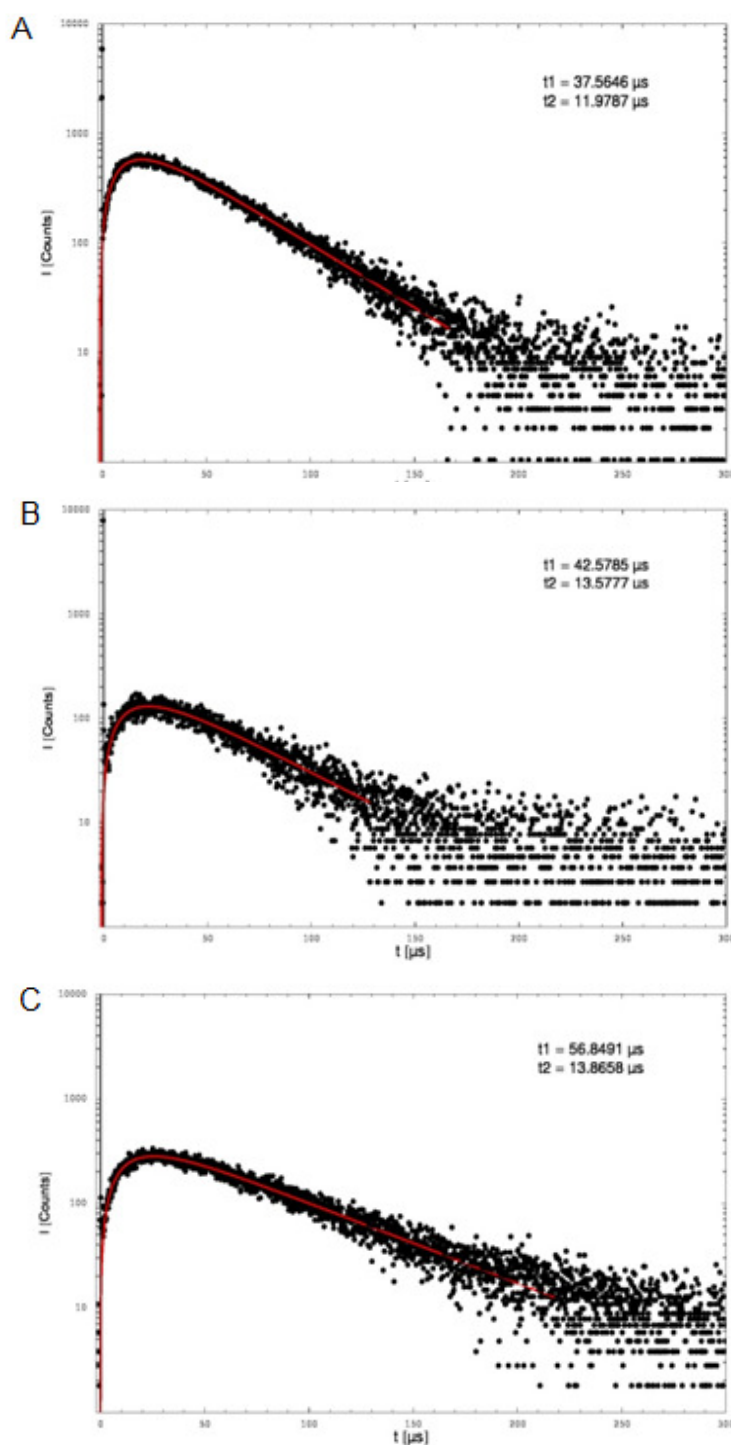 A
10000
t1 = 37.5646 µs
t2 = 11.9787 µs
1000
I [Counts]
100
10
0 50 100 150 200 250 300
B
10000
t1 = 42.5785 µs
t2 = 13.5777 µs
1000
I [Counts]
100
10
0 50 100 150 200 250 300
t [µs]
C
10000
t1 = 56.8491 µs
t2 = 13.8658 µs
1000
I [Counts]
100
10
0 50 100 150 200 250 300
t [µs]